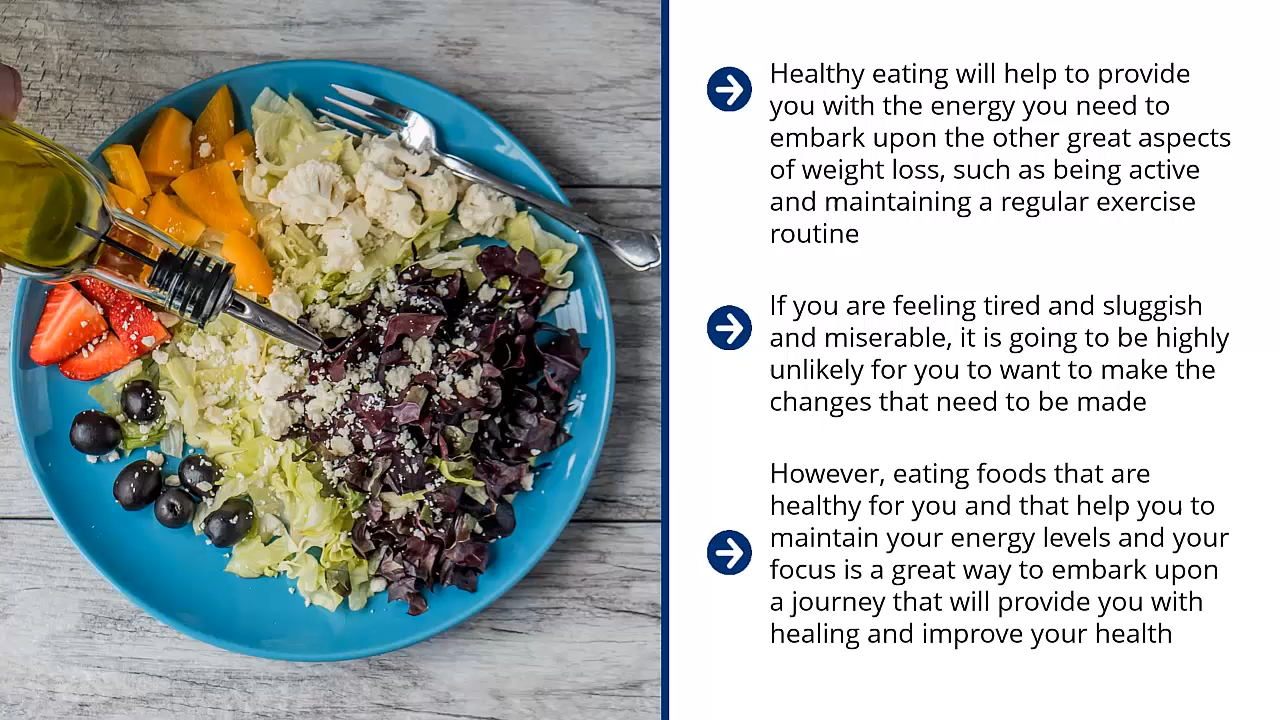 Healthy eating will help to provide
you with the energy you need to
embark upon the other great aspects
of weight loss, such as being active
and maintaining a regular exercise
routine
If you are feeling tired and sluggish
and miserable, it is going to be highly
unlikely for you to want to make the
changes that need to be made
However, eating foods that are
healthy for you and that help you to
maintain your energy levels and your
focus is a great way to embark upon
a journey that will provide you with
healing and improve your health